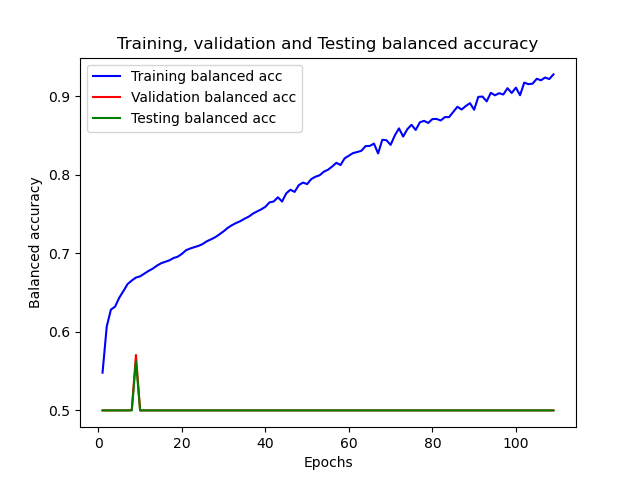 Training, validation and Testing balanced accuracy
Training balanced acc
Validation balanced acc
Testing balanced acc
Balanced accuracy
0.9
0.8
0.7
0.6
0.5
0 20 40 60 80 100
Epochs